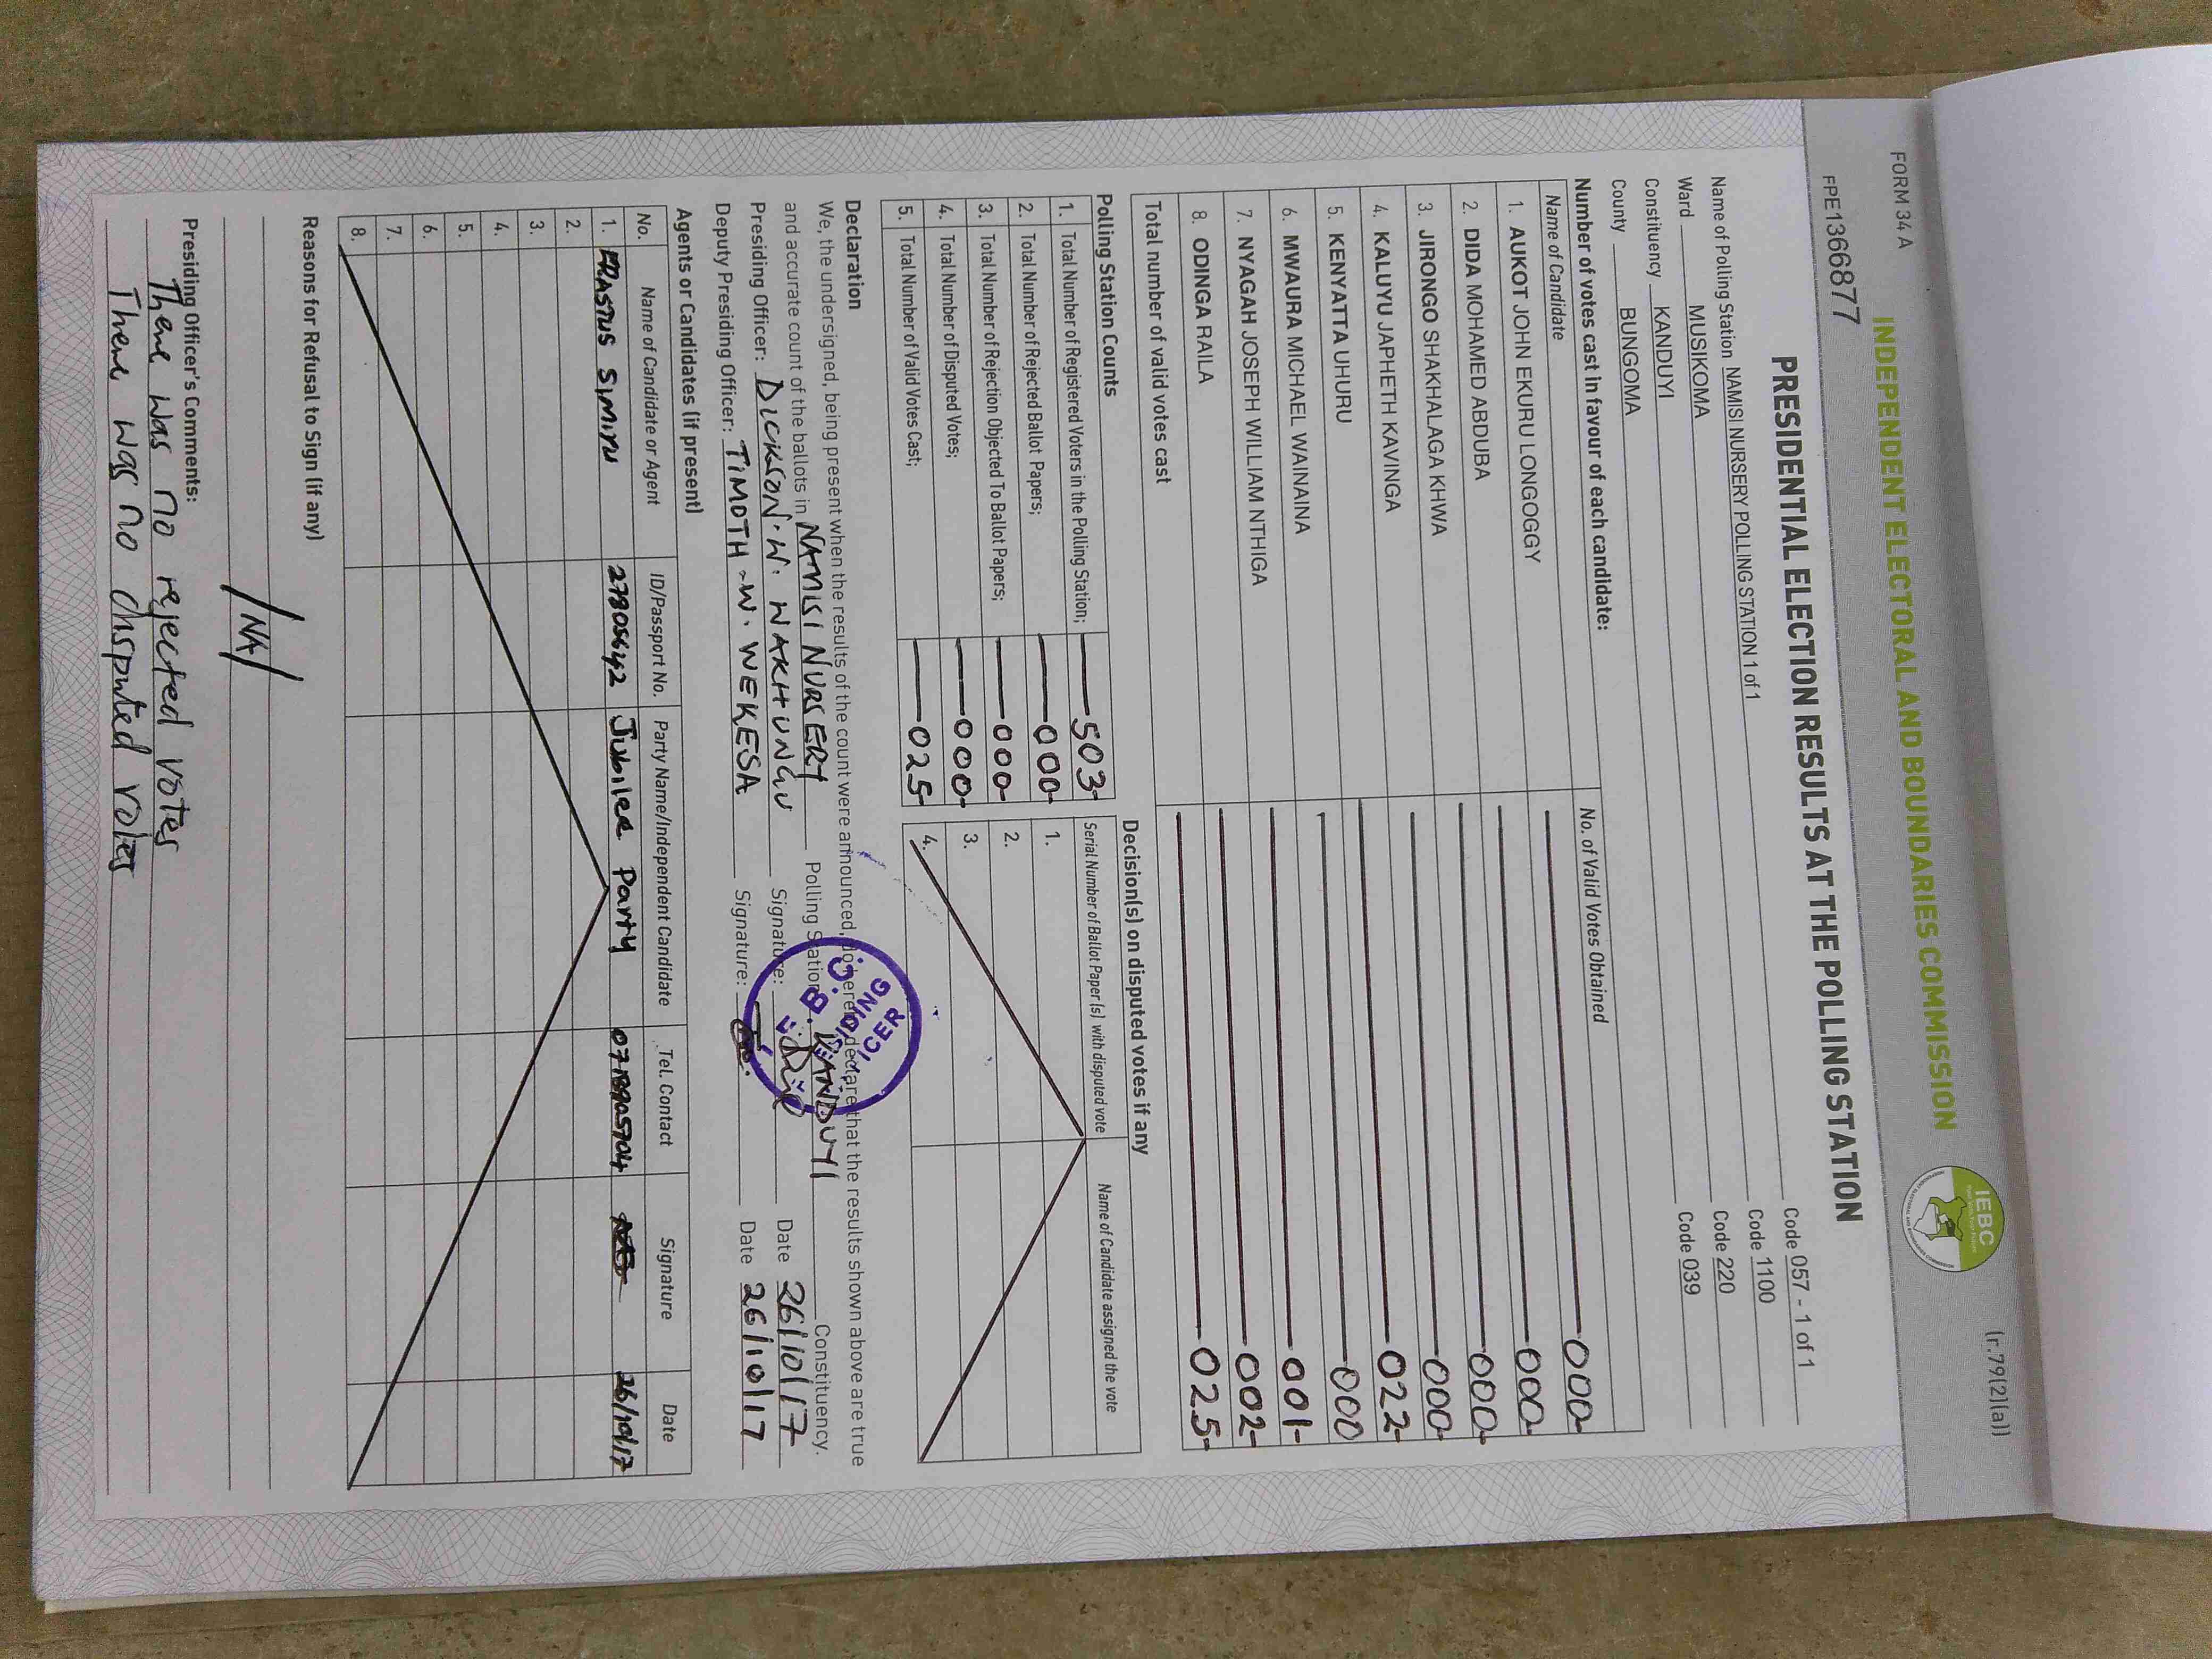 FORM 34A
(r.79(2)(a))
INDEPENDENT ELECTORAL AND BOUNDARIES COMMISSION
IEBC
FPE1366877
PRESIDENTIAL ELECTION RESULTS AT THE POLLING STATION
Name of Polling Station NAMISI NURSERY POLLING STATION 1 of 1 Code 057 - 1 of 1
Ward MUSIKOMA Code 1100
Constituency KANDUYI Code 220
County BUNGOMA Code 039
Number of votes cast in favour of each candidate:
Name of Candidate No. of Valid Votes Obtained
1. AUKOT JOHN EKURU LONGOGGY 000
2. DIDA MOHAMED ABDUBA 000
3. JIRONGO SHAKHALAGA KHWA 000
4. KALUYU JAPHETH KAVINGA 000
5. KENYATTA UHURU 022
6. MWAURA MICHAEL WAINAINA 000
7. NYAGAH JOSEPH WILLIAM NTHIGA 001
8. ODINGA RAILA 002
Total number of valid votes cast 025
Polling Station Counts
1. Total Number of Registered Voters in the Polling Station; 503
2. Total Number of Rejected Ballot Papers; 000
3. Total Number of Rejection Objected To Ballot Papers; 000
4. Total Number of Disputed Votes; 000
5. Total Number of Valid Votes Cast; 025
Decision(s) on disputed votes if any
Serial Number of Ballot Paper (s) with disputed vote Name of Candidate assigned the vote
1.
2.
3.
4.
Declaration
We, the undersigned, being present when the results of the count were announced, do hereby declare that the results shown above are true
and accurate count of the ballots in NAMISI NURSERY Polling Station KANDUYI Constituency.
Presiding Officer: DICKSON. W. WAKHUNGU Signature: Date 26/10/17
Deputy Presiding Officer: TIMOTH W. WEKESA Signature: Date 26/10/17
Agents or Candidates (if present)
No. Name of Candidate or Agent ID/Passport No. Party Name/Independent Candidate Tel. Contact Signature Date
1. ERASTUS SIMIYU 27805642 Jubilee Party 0718905704 26/10/17
2.
3.
4.
5.
6.
7.
8.
Reasons for Refusal to Sign (if any)
/NA/
Presiding Officer's Comments:
There was no rejected votes
There was no disputed votes